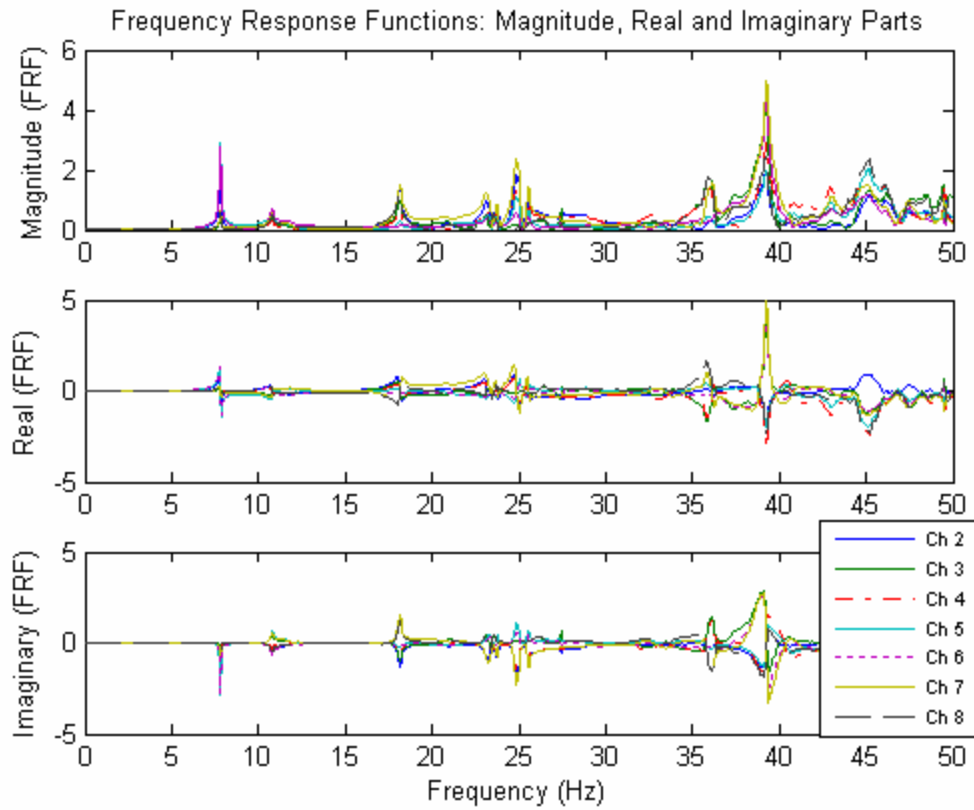 Frequency Response Functions: Magnitude, Real and Imaginary Parts
Magnitude (FRF)
6
4
2
0
0 5 10 15 20 25 30 35 40 45 50
Real (FRF)
5
0
-5
0 5 10 15 20 25 30 35 40 45 50
Imaginary (FRF)
5
0
-5
0 5 10 15 20 25 30 35 40 45 50
Frequency (Hz)
Ch 2
Ch 3
Ch 4
Ch 5
Ch 6
Ch 7
Ch 8